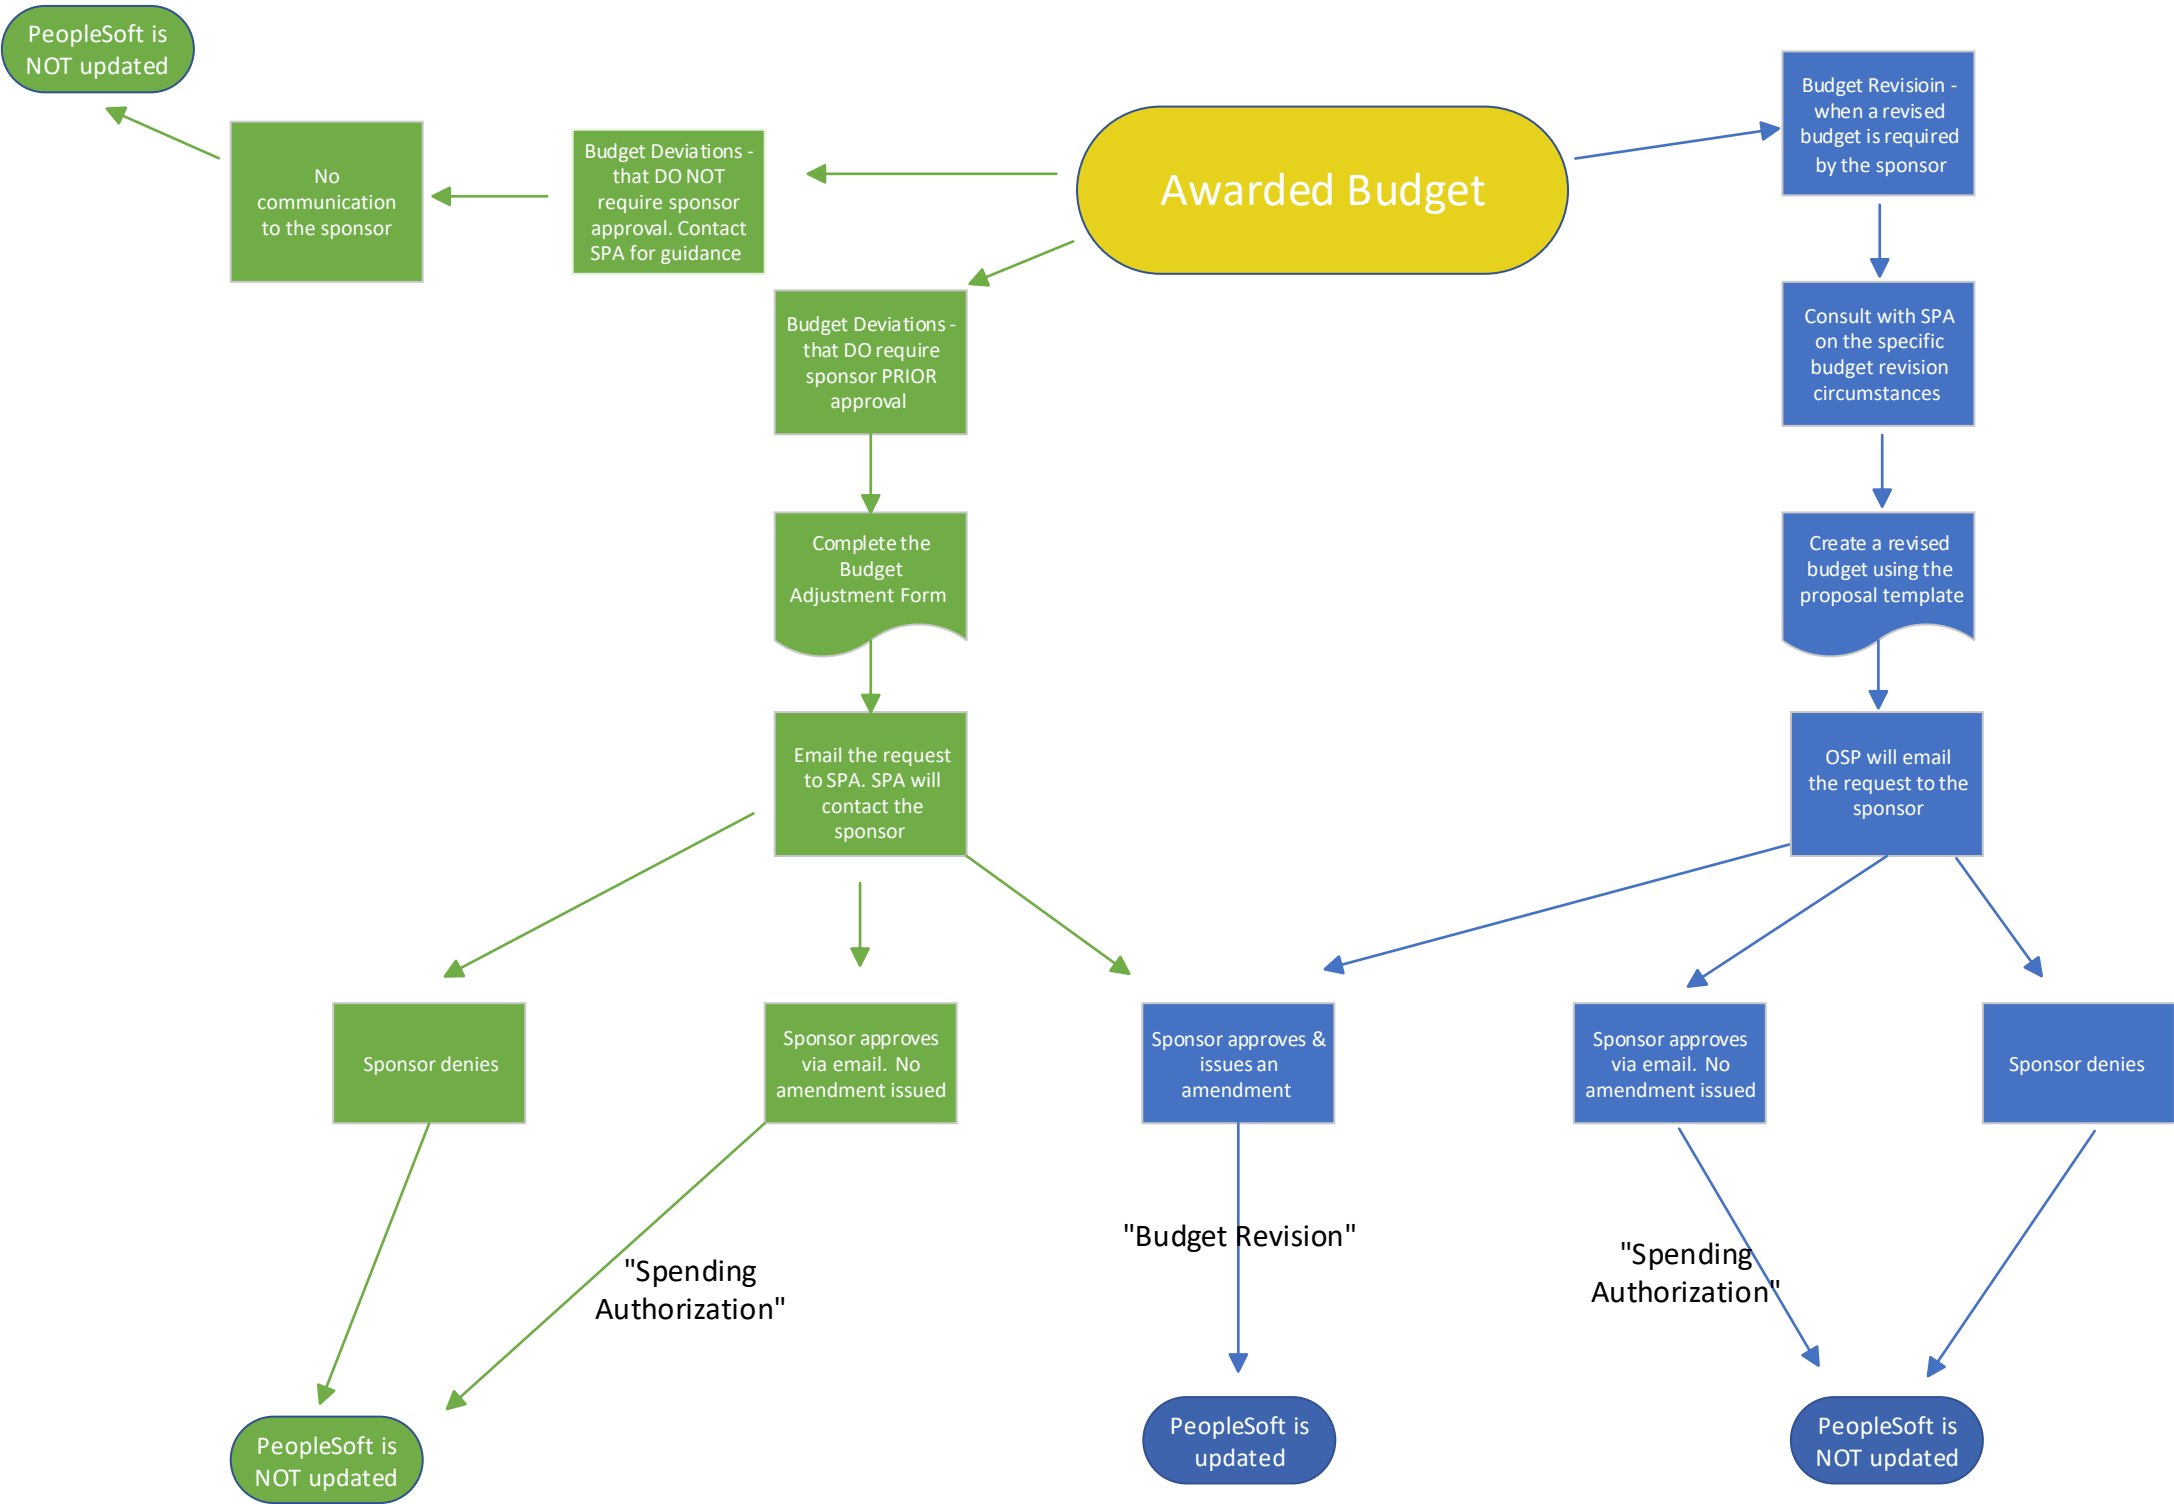 PeopleSoft is
NOT updated
No
communication
to the sponsor
Budget Deviations -
that DO NOT
require sponsor
approval. Contact
SPA for guidance
Awarded Budget
Budget Revisioin -
when a revised
budget is required
by the sponsor
Budget Deviations -
that DO require
sponsor PRIOR
approval
Consult with SPA
on the specific
budget revision
circumstances
Complete the
Budget
Adjustment Form
Create a revised
budget using the
proposal template
Email the request
to SPA. SPA will
contact the
sponsor
OSP will email
the request to the
sponsor
Sponsor denies
Sponsor approves
via email. No
amendment issued
Sponsor approves &
issues an
amendment
Sponsor approves
via email. No
amendment issued
Sponsor denies
"Spending
Authorization"
"Budget Revision"
"Spending
Authorization"
PeopleSoft is
NOT updated
PeopleSoft is
updated
PeopleSoft is
NOT updated